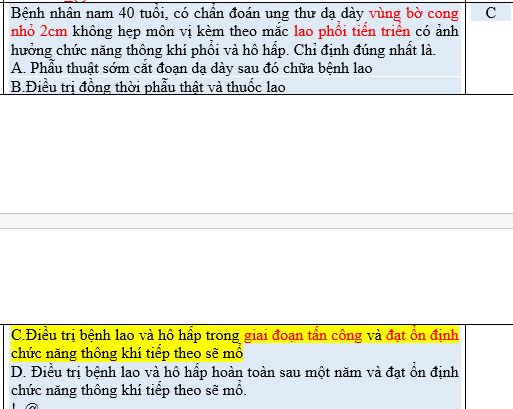 Bệnh nhân nam 40 tuổi, có chẩn đoán ung thư dạ dày vùng bờ cong
C
nhỏ 2cm không hẹp môn vị kèm theo mắc lao phổi tiến triển có ảnh
hưởng chức năng thông khí phổi và hô hấp. Chỉ định đúng nhất là.
A. Phẫu thuật sớm cắt đoạn dạ dày sau đó chữa bệnh lao
B.Điều trị đồng thời phẫu thật và thuốc lao
C.Điều trị bệnh lao và hô hấp trong giai đoạn tấn công và đạt ổn định
chức năng thông khí tiếp theo sẽ mổ
D. Điều trị bệnh lao và hô hấp hoàn toàn sau một năm và đạt ổn định
chức năng thông khí tiếp theo sẽ mổ.